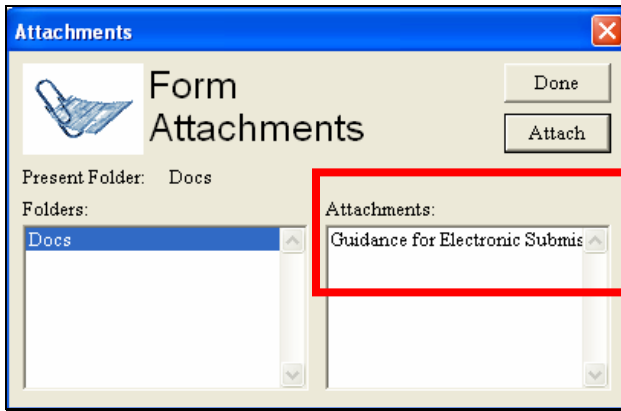 Attachments
Form
Attachments
Done
Attach
Present Folder: Docs
Folders:
Attachments:
Docs
Guidance for Electronic Submis